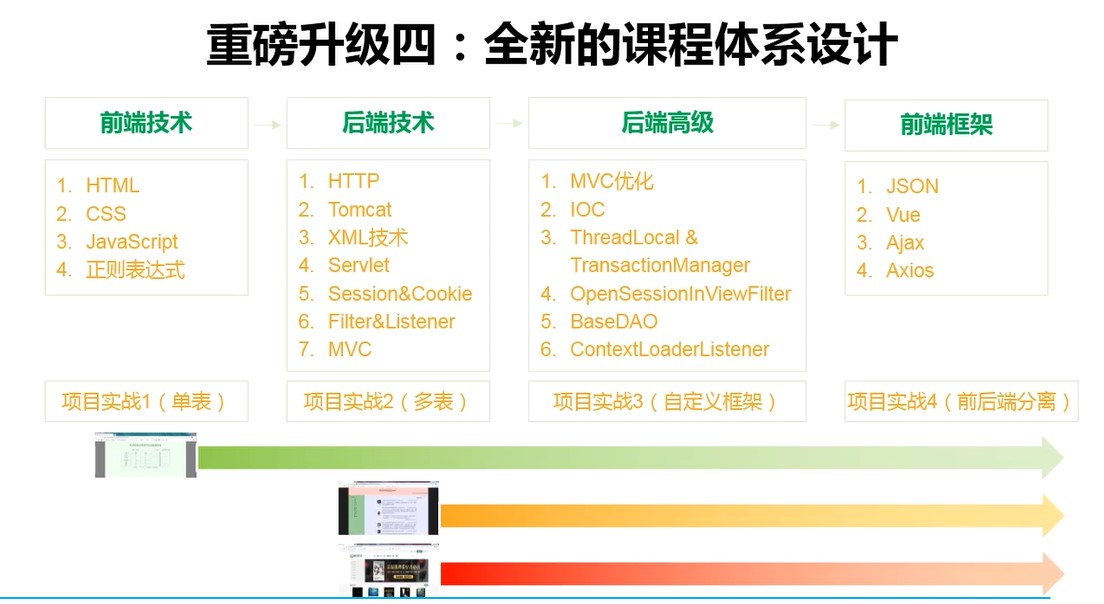 重磅升级四：全新的课程体系设计
前端技术
1. HTML
2. CSS
3. JavaScript
4. 正则表达式
项目实战1（单表）
后端技术
1. HTTP
2. Tomcat
3. XML技术
4. Servlet
5. Session&Cookie
6. Filter&Listener
7. MVC
项目实战2（多表）
后端高级
1. MVC优化
2. IOC
3. ThreadLocal &
TransactionManager
4. OpenSessionInViewFilter
5. BaseDAO
6. ContextLoaderListener
项目实战3（自定义框架）
前端框架
1. JSON
2. Vue
3. Ajax
4. Axios
项目实战4（前后端分离）